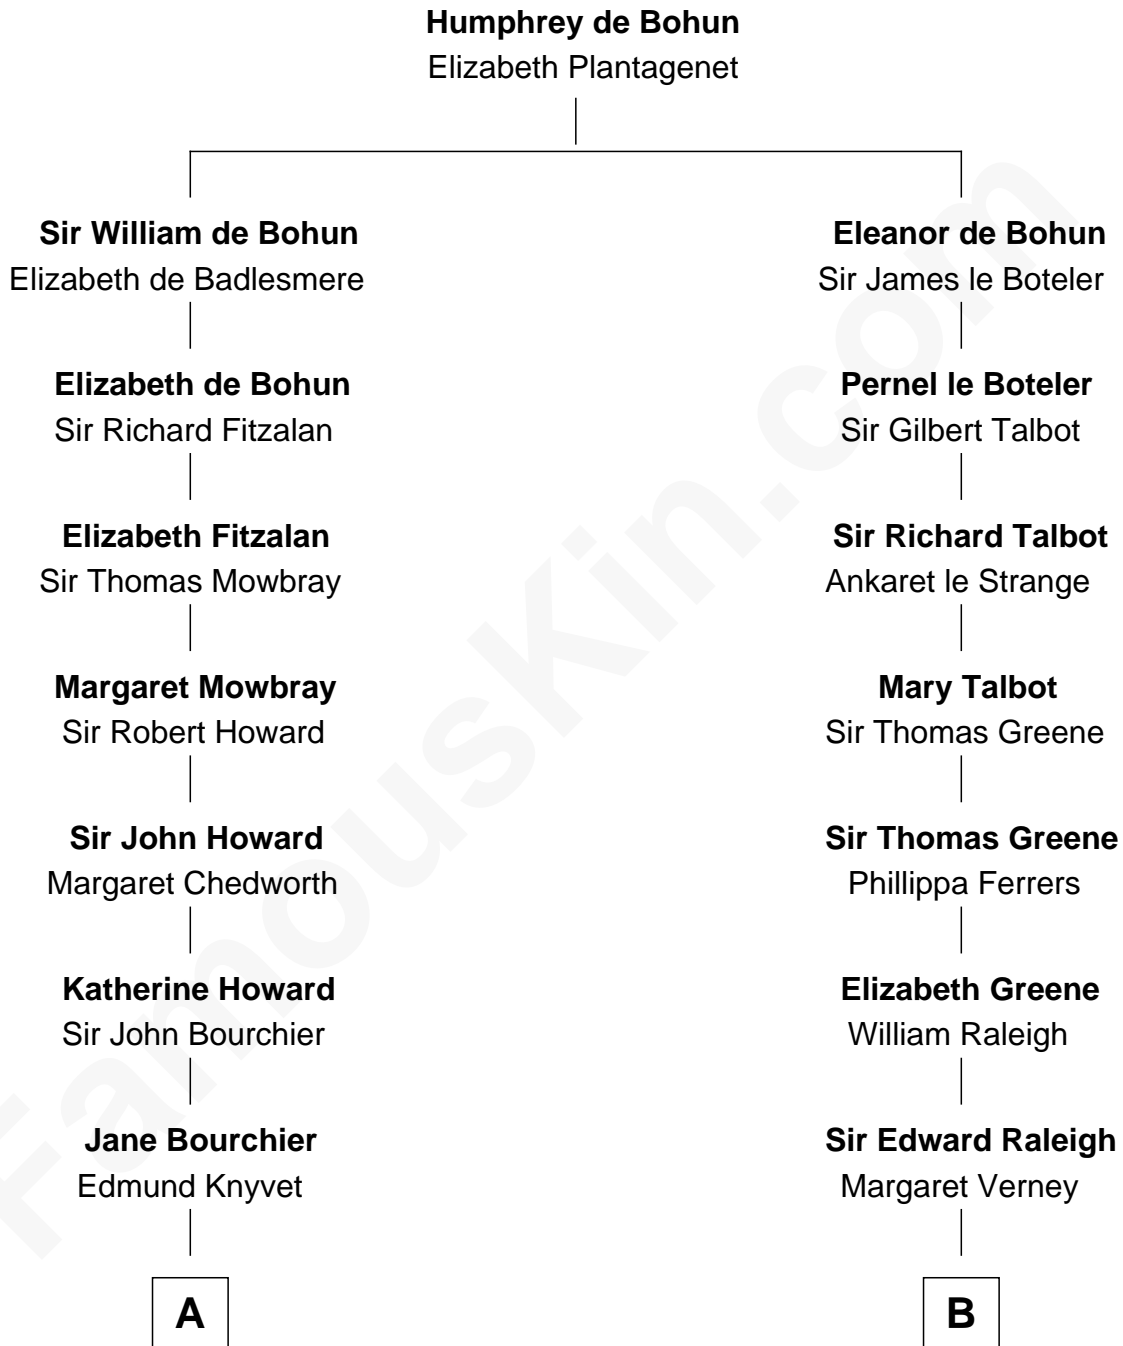 Humphrey de Bohun
Elizabeth Plantagenet
Sir William de Bohun
Elizabeth de Badlesmere
Eleanor de Bohun
Sir James le Boteler
Elizabeth de Bohun
Sir Richard Fitzalan
Pernel le Boteler
Sir Gilbert Talbot
Elizabeth Fitzalan
Sir Thomas Mowbray
Sir Richard Talbot
Ankaret le Strange
Margaret Mowbray
Sir Robert Howard
Mary Talbot
Sir Thomas Greene
Sir John Howard
Margaret Chedworth
Sir Thomas Greene
Phillippa Ferrers
Katherine Howard
Sir John Bourchier
Elizabeth Greene
William Raleigh
Jane Bourchier
Edmund Knyvet
Sir Edward Raleigh
Margaret Verney
A
B
FamousKin.com